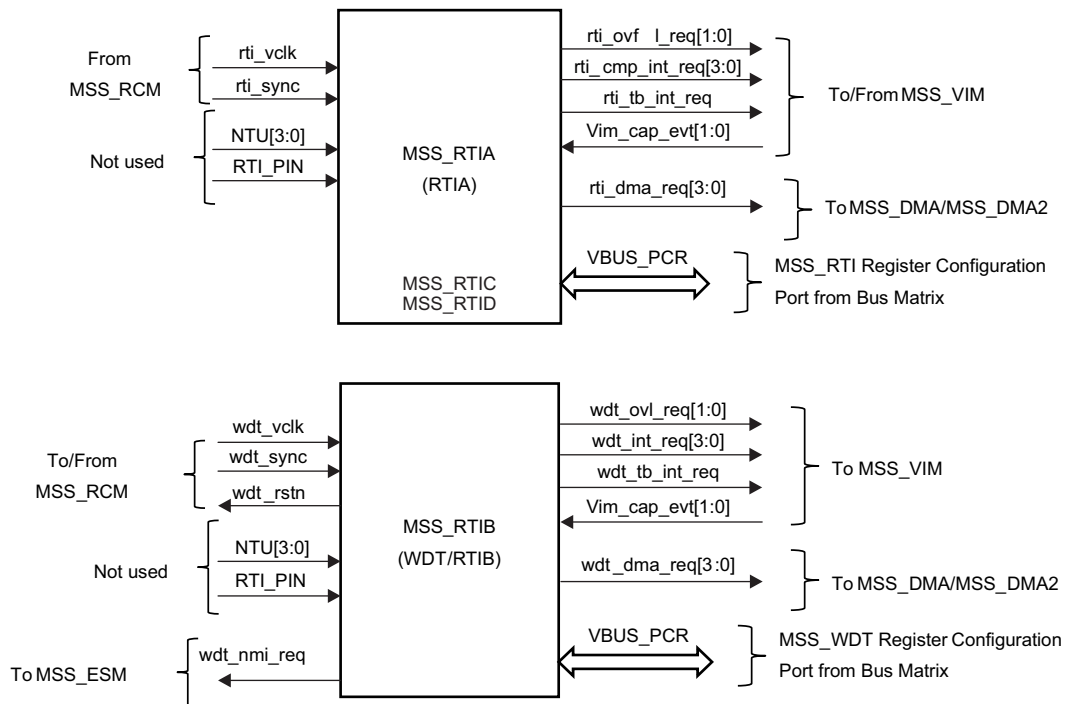 From
MSS_RCM
rti_vclk
rti_sync
Not used
NTU[3:0]
RTI_PIN
MSS_RTIA
(RTIA)
MSS_RTIC
MSS_RTID
rti_ovf l_req[1:0]
rti_cmp_int_req[3:0]
rti_tb_int_req
Vim_cap_evt[1:0]
To/From MSS_VIM
rti_dma_req[3:0]
To MSS_DMA/MSS_DMA2
VBUS_PCR
MSS_RTI Register Configuration
Port from Bus Matrix
To/From
MSS_RCM
wdt_vclk
wdt_sync
wdt_rstn
Not used
NTU[3:0]
RTI_PIN
To MSS_ESM
wdt_nmi_req
MSS_RTIB
(WDT/RTIB)
wdt_ovl_req[1:0]
wdt_int_req[3:0]
wdt_tb_int_req
Vim_cap_evt[1:0]
To MSS_VIM
wdt_dma_req[3:0]
To MSS_DMA/MSS_DMA2
VBUS_PCR
MSS_WDT Register Configuration
Port from Bus Matrix